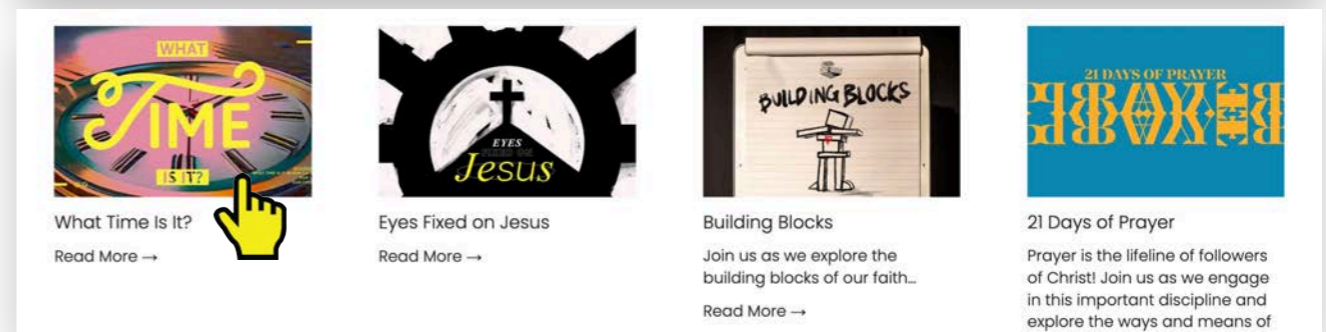 WHAT
TIME
IS IT?
What Time Is It?
Read More →
EYES
FIXED ON
Jesus
Eyes Fixed on Jesus
Read More →
BUILDING BLOCKS
Building Blocks
Join us as we explore the
building blocks of our faith...
Read More →
21 DAYS OF PRAYER
PRAYER
21 Days of Prayer
Prayer is the lifeline of followers
of Christ! Join us as we engage
in this important discipline and
explore the ways and means of